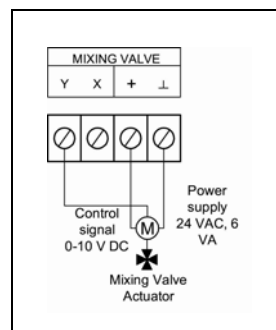 MIXING VALVE
Y X + ⊥
Control
signal
0-10 V DC
M
Power
supply
24 VAC, 6
VA
Mixing Valve
Actuator